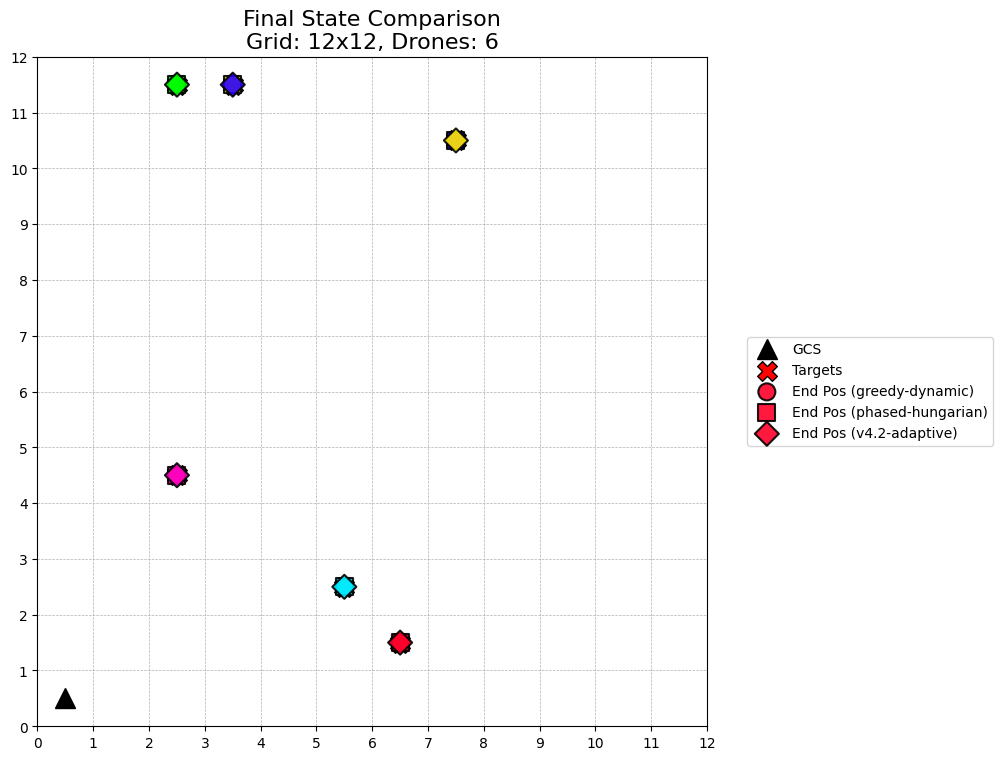 Final State Comparison
Grid: 12x12, Drones: 6
12
11
10
9
8
7
6
5
4
3
2
1
0
0 1 2 3 4 5 6 7 8 9 10 11 12
GCS
Targets
End Pos (greedy-dynamic)
End Pos (phased-hungarian)
End Pos (v4.2-adaptive)